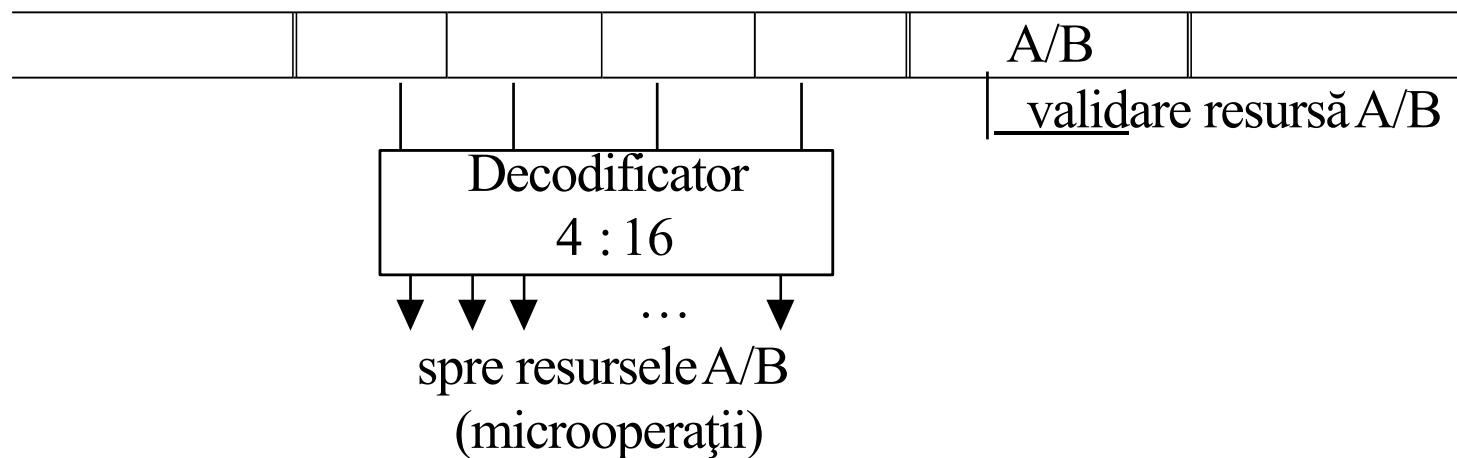 A/B
validare resursă A/B
Decodificator
4 : 16
…
spre resursele A/B
(microoperaţii)